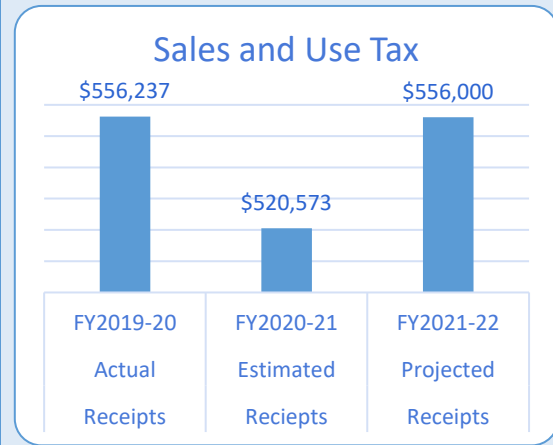 Sales and Use Tax
$556,237
$556,000
$520,573
FY2019-20 FY2020-21 FY2021-22
Actual Estimated Projected
Receipts Reciepts Receipts